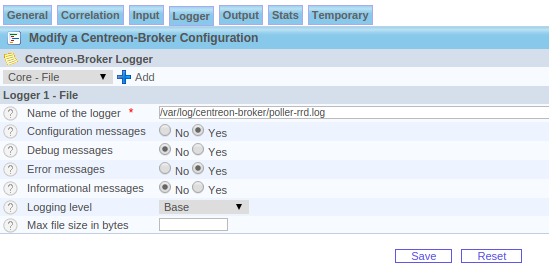 General Correlation Input Logger Output Stats Temporary
Modify a Centreon-Broker Configuration
Centreon-Broker Logger
Core - File Add
Logger 1 - File
? Name of the logger * /var/log/centreon-broker/poller-rrd.log
? Configuration messages No Yes
? Debug messages No Yes
? Error messages No Yes
? Informational messages No Yes
? Logging level Base
? Max file size in bytes
Save Reset